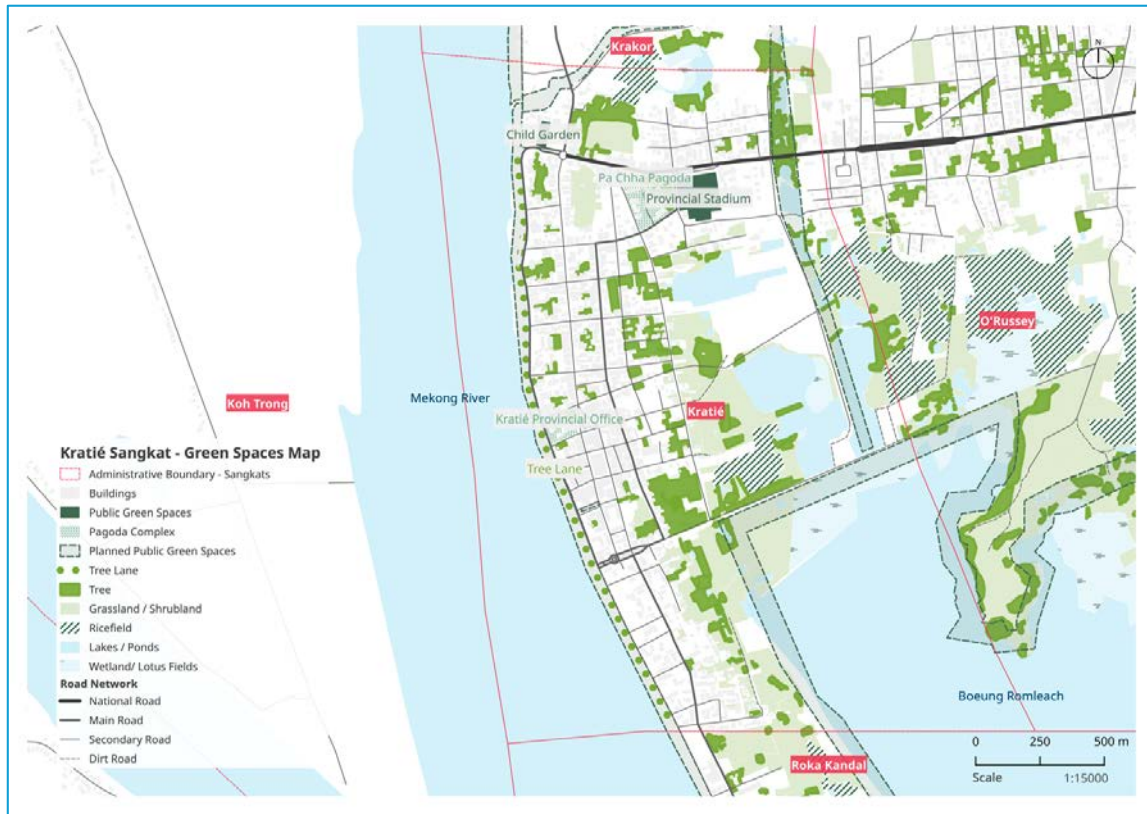 Krakor
N
Child Garden
Pa Chha Pagoda
Provincial Stadium
O'Russey
Koh Trong
Mekong River
Kratié Provincial Office
Kratié
Tree Lane
Kratié Sangkat - Green Spaces Map
Administrative Boundary - Sangkats
Buildings
Public Green Spaces
Pagoda Complex
Planned Public Green Spaces
Tree Lane
Tree
Grassland / Shrubland
Ricefield
Lakes / Ponds
Wetland/ Lotus Fields
Road Network
National Road
Main Road
Secondary Road
Dirt Road
Boeung Romleach
Roka Kandal
0 250 500 m
Scale 1:15000